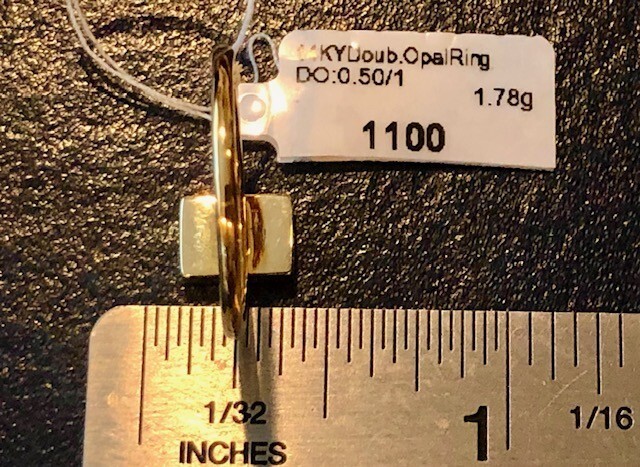 14KYDoub.OpalRing
DO:0.50/1
1.78g
1100
1/32
1
1/16
INCHES